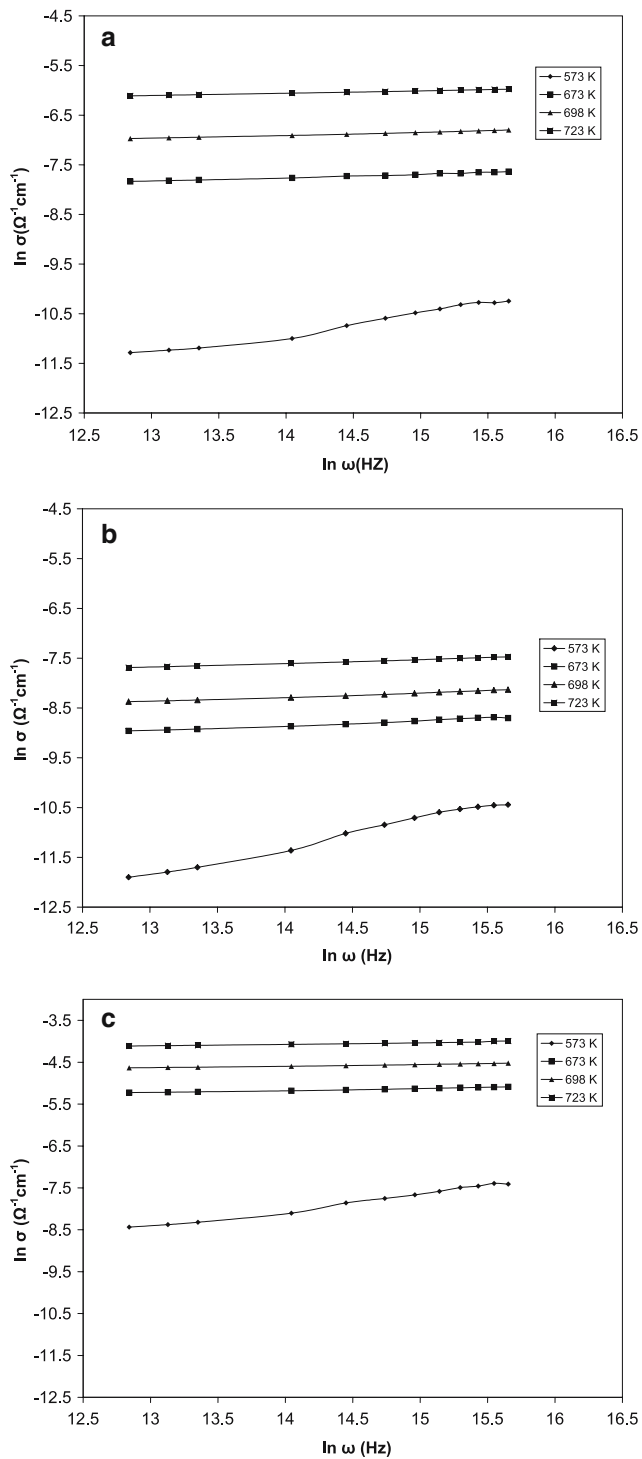 a
-4.5
-5.5
-6.5
-7.5
-8.5
-9.5
-10.5
-11.5
-12.5
12.5 13 13.5 14 14.5 15 15.5 16 16.5
ln σ(Ω⁻¹cm⁻¹)
ln ω(HZ)
573 K
673 K
698 K
723 K
b
-4.5
-5.5
-6.5
-7.5
-8.5
-9.5
-10.5
-11.5
-12.5
12.5 13 13.5 14 14.5 15 15.5 16 16.5
ln σ (Ω⁻¹cm⁻¹)
ln ω (Hz)
573 K
673 K
698 K
723 K
c
-3.5
-4.5
-5.5
-6.5
-7.5
-8.5
-9.5
-10.5
-11.5
-12.5
12.5 13 13.5 14 14.5 15 15.5 16 16.5
ln σ (Ω⁻¹cm⁻¹)
ln ω (Hz)
573 K
673 K
698 K
723 K